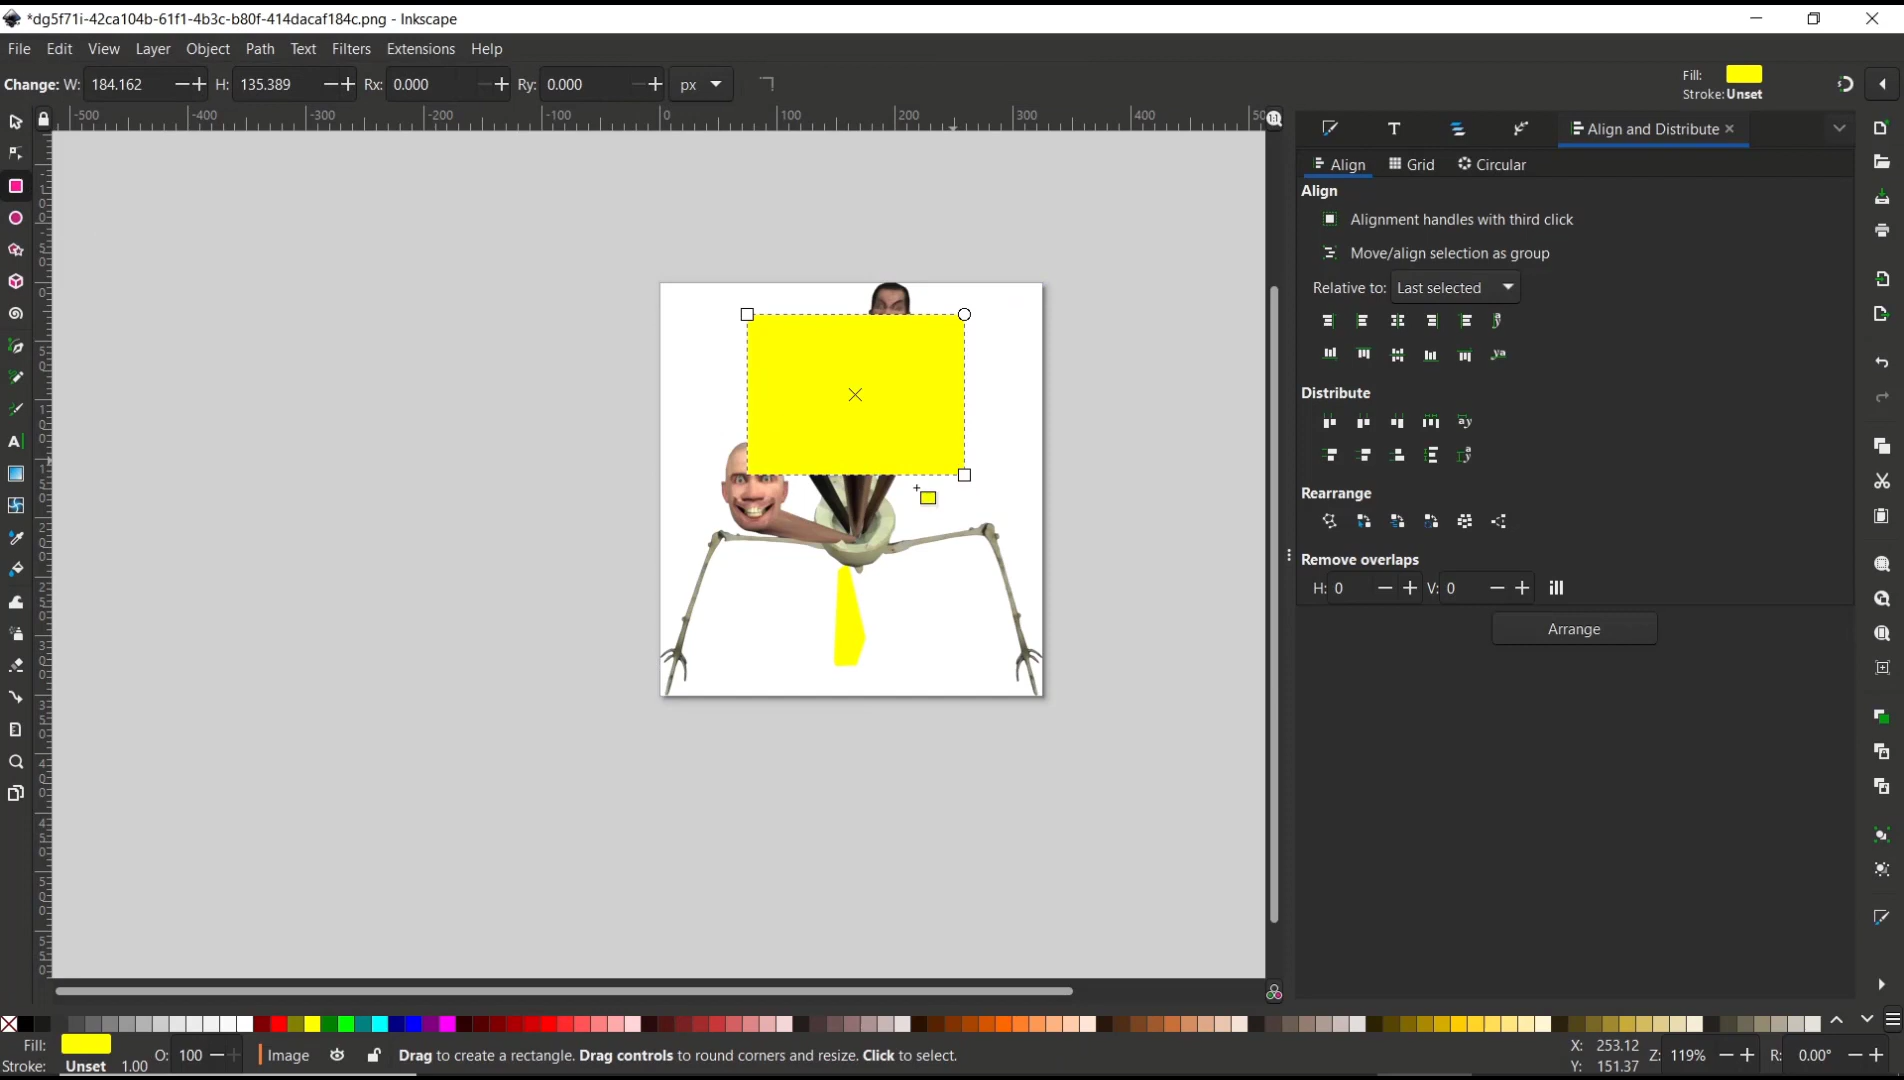 *dg5f71i-42ca104b-61f1-4b3c-b80f-414dacaf184c.png - Inkscape
File Edit View Layer Object Path Text Filters Extensions Help
Change: W: 184.162 H: 135.389 Rx: 0.000 Ry: 0.000 px
Fill:
Stroke: Unset
-500 -400 -300 -200 -100 0 100 200 300 400 50
Align and Distribute
Align Grid Circular
Align
Alignment handles with third click
Move/align selection as group
Relative to: Last selected
Distribute
Rearrange
Remove overlaps
H: 0 V: 0
Arrange
Fill:
Stroke: Unset 1.00
O: 100
Image
Drag to create a rectangle. Drag controls to round corners and resize. Click to select.
X: 253.12
Y: 151.37
Z: 119%
R: 0.00°